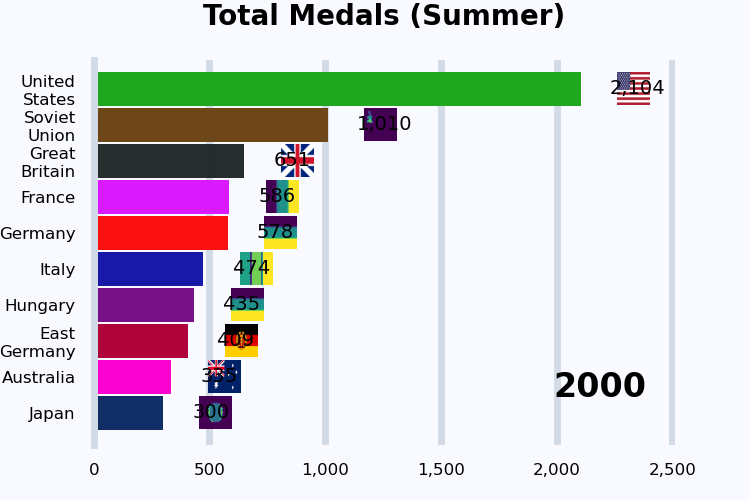 Total Medals (Summer)
United
States
2,104
Soviet
Union
1,010
Great
Britain
651
France
586
Germany
578
Italy
474
Hungary
435
East
Germany
409
Australia
335
Japan
300
2000
0
500
1,000
1,500
2,000
2,500